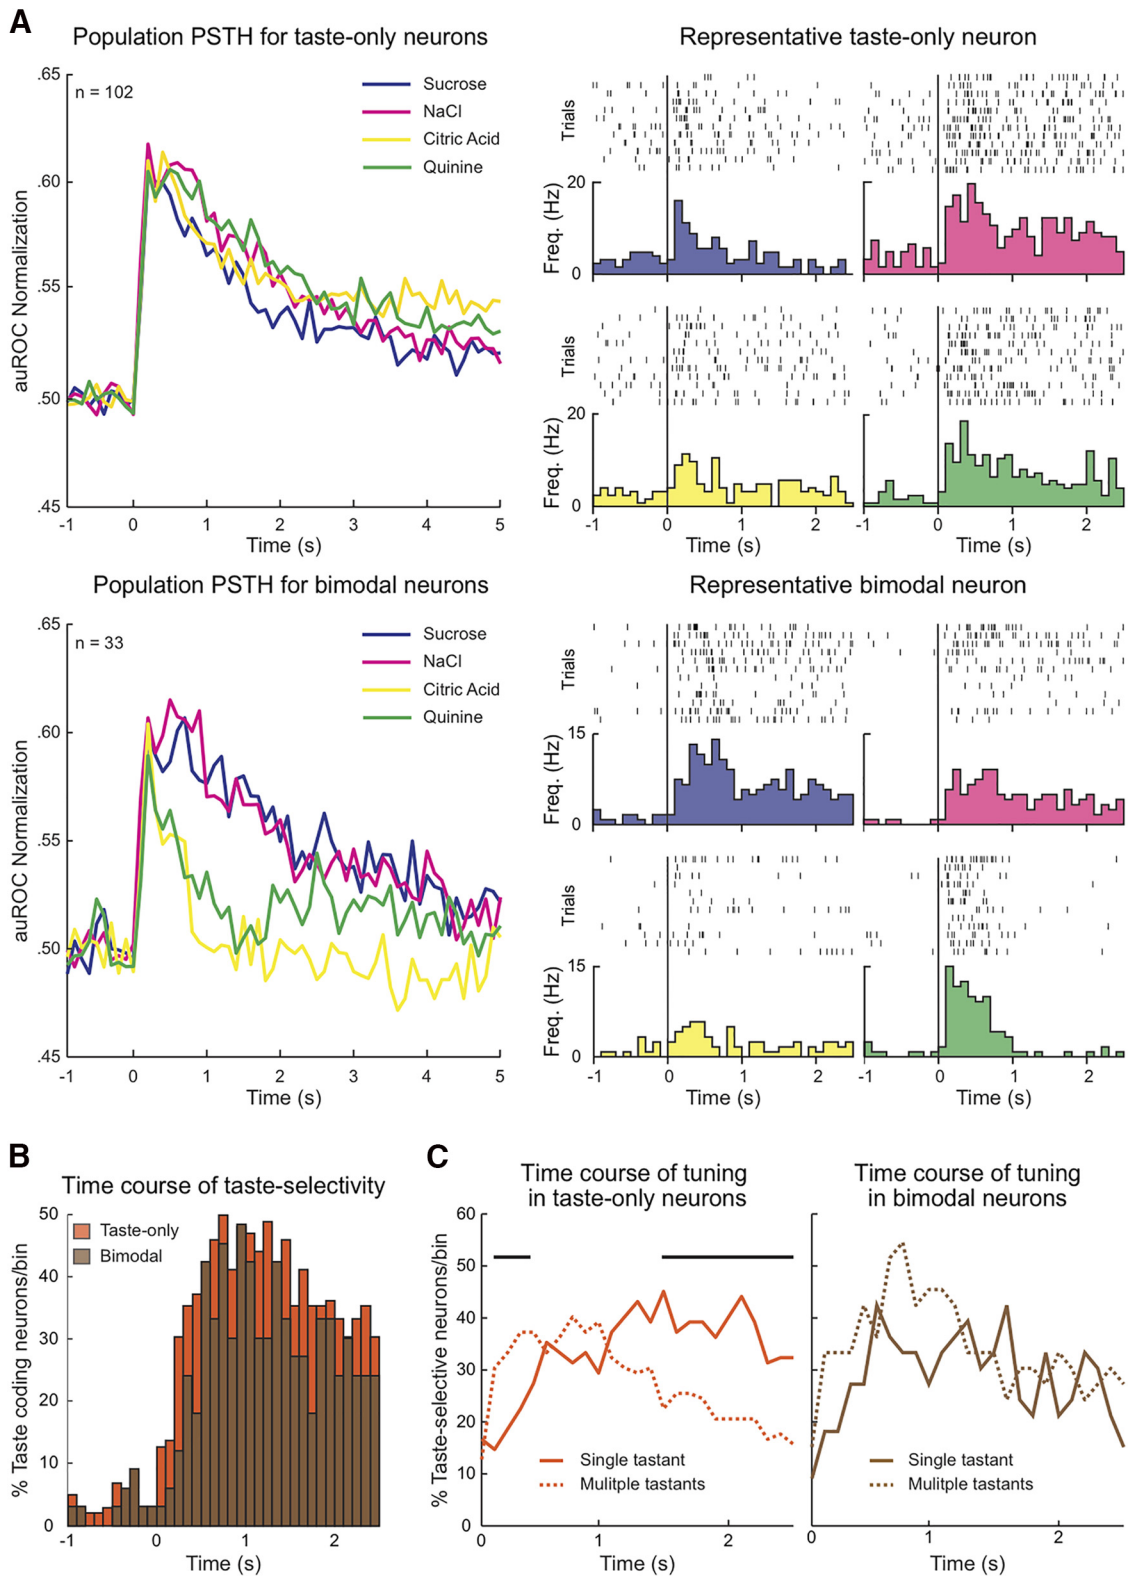 A
Population PSTH for taste-only neurons
n = 102
Sucrose
NaCl
Citric Acid
Quinine
.65
.60
.55
.50
.45
auROC Normalization
-1 0 1 2 3 4 5
Time (s)
Representative taste-only neuron
Trials
20
0
Freq. (Hz)
Trials
20
0
Freq. (Hz)
-1 0 1 2
Time (s)
-1 0 1 2
Time (s)
Population PSTH for bimodal neurons
n = 33
Sucrose
NaCl
Citric Acid
Quinine
.65
.60
.55
.50
.45
auROC Normalization
-1 0 1 2 3 4 5
Time (s)
Representative bimodal neuron
Trials
15
0
Freq. (Hz)
Trials
15
0
Freq. (Hz)
-1 0 1 2
Time (s)
-1 0 1 2
Time (s)
B
Time course of taste-selectivity
Taste-only
Bimodal
50
40
30
20
10
0
% Taste coding neurons/bin
-1 0 1 2
Time (s)
C
Time course of tuning
in taste-only neurons
60
50
40
30
20
10
0
% Taste-selective neurons/bin
Single tastant
Mulitple tastants
0 1 2
Time (s)
Time course of tuning
in bimodal neurons
Single tastant
Mulitple tastants
0 1 2
Time (s)